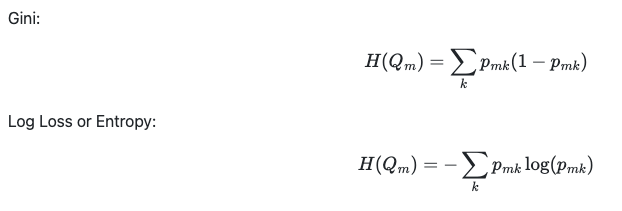 Gini:
H(Q_m) = \sum_k p_{mk}(1 − p_{mk})
Log Loss or Entropy:
H(Q_m) = − \sum_k p_{mk} log(p_{mk})